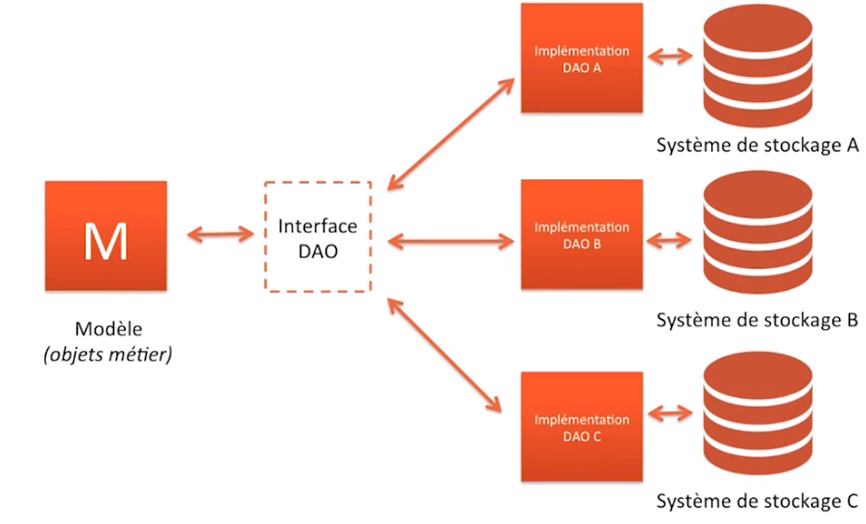 M
Modèle
(objets métier)
Interface
DAO
Implémentation
DAO A
Système de stockage A
Implémentation
DAO B
Système de stockage B
Implémentation
DAO C
Système de stockage C